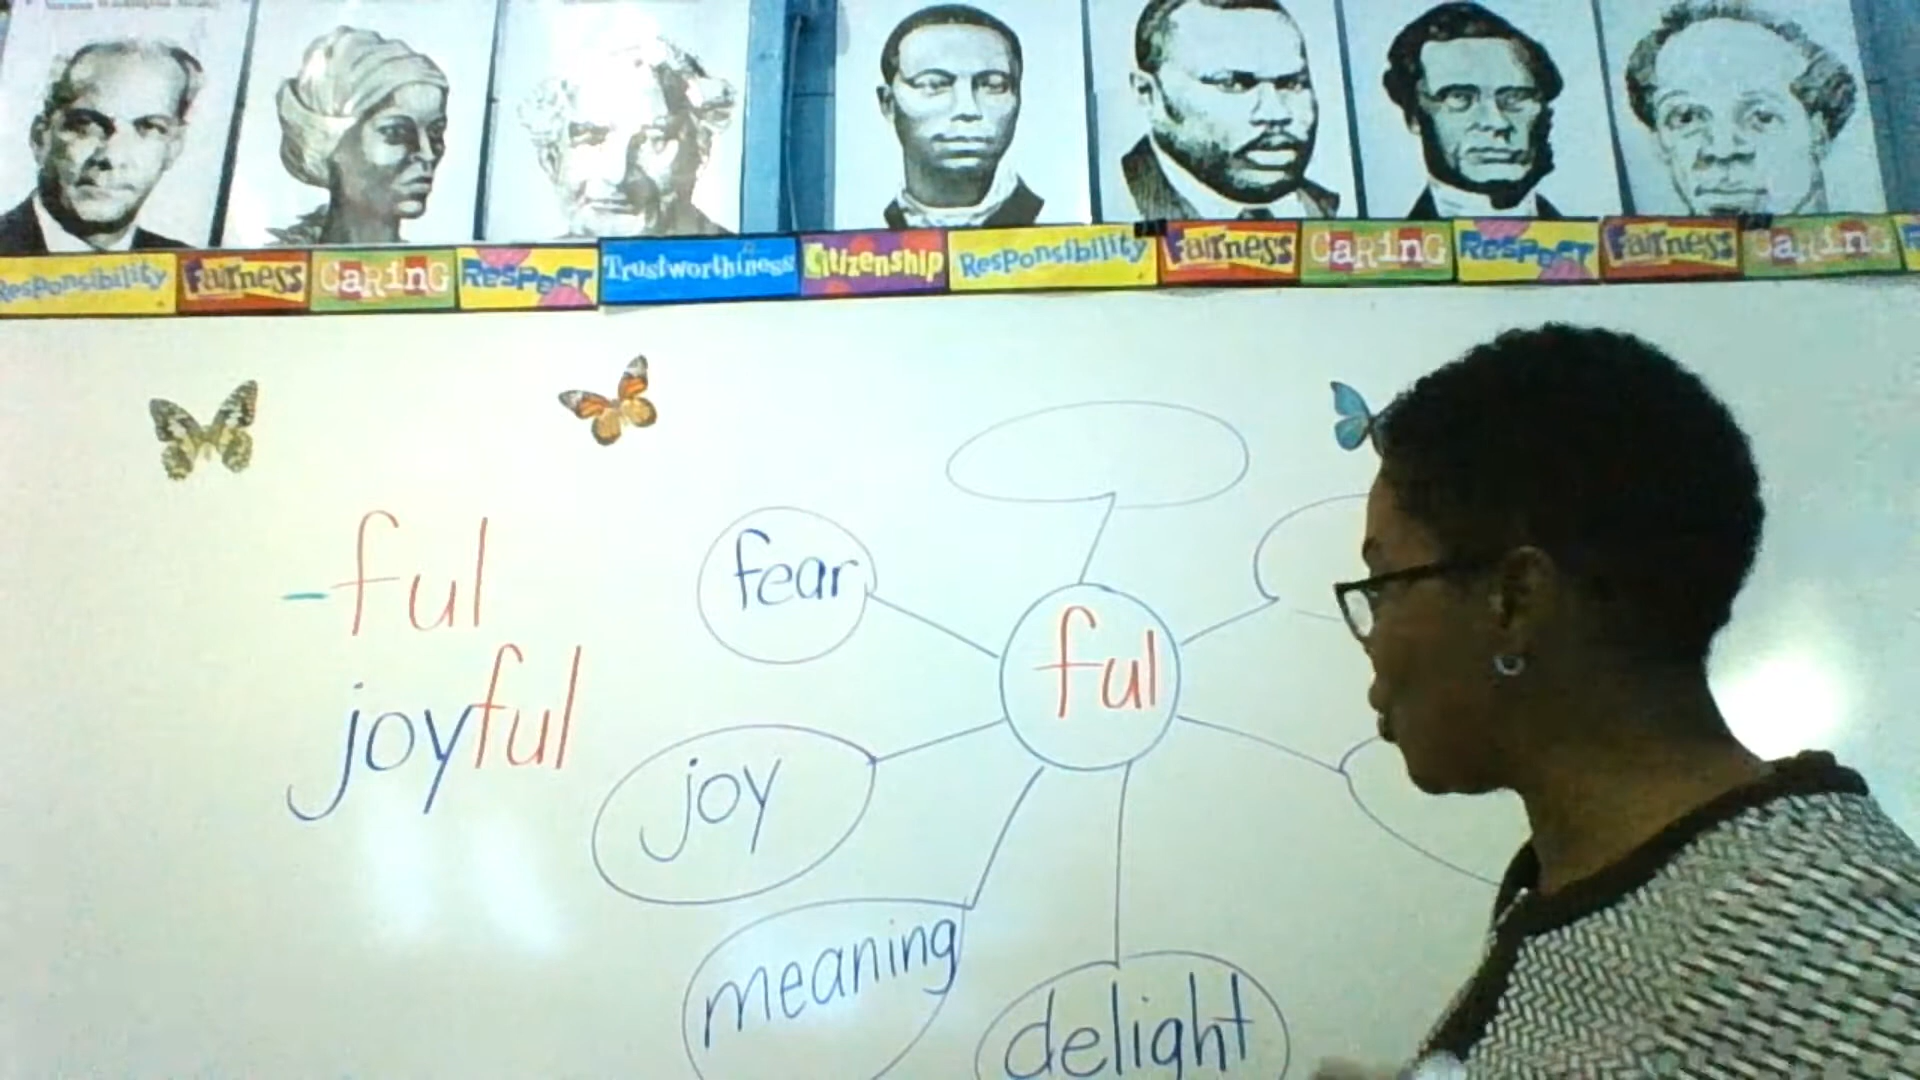 Responsibility Fairness CaRinG Respect Trustworthiness Citizenship Responsibility Fairness CaRinG Respect Fairness CaRinG
-ful
joyful
fear
ful
joy
meaning
delight